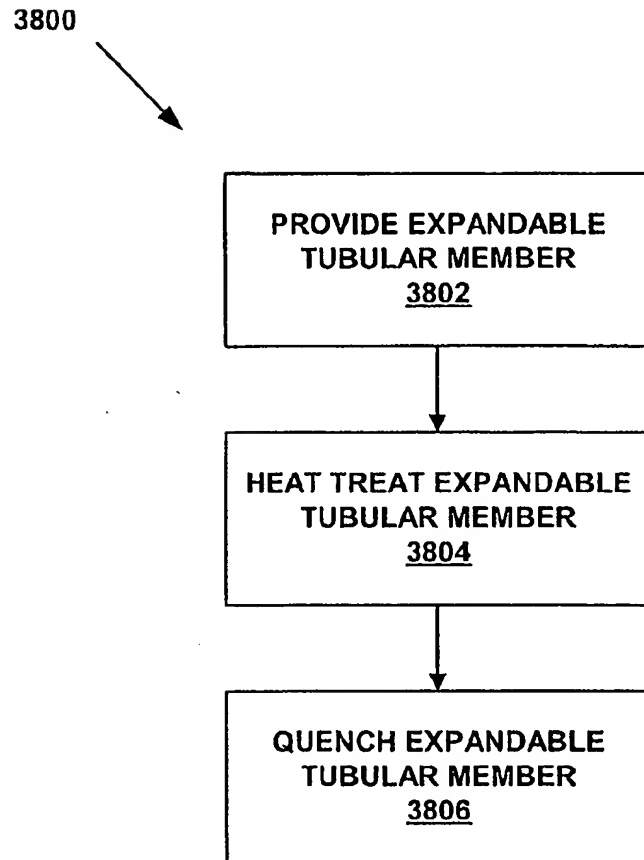 3800
PROVIDE EXPANDABLE
TUBULAR MEMBER
3802
HEAT TREAT EXPANDABLE
TUBULAR MEMBER
3804
QUENCH EXPANDABLE
TUBULAR MEMBER
3806